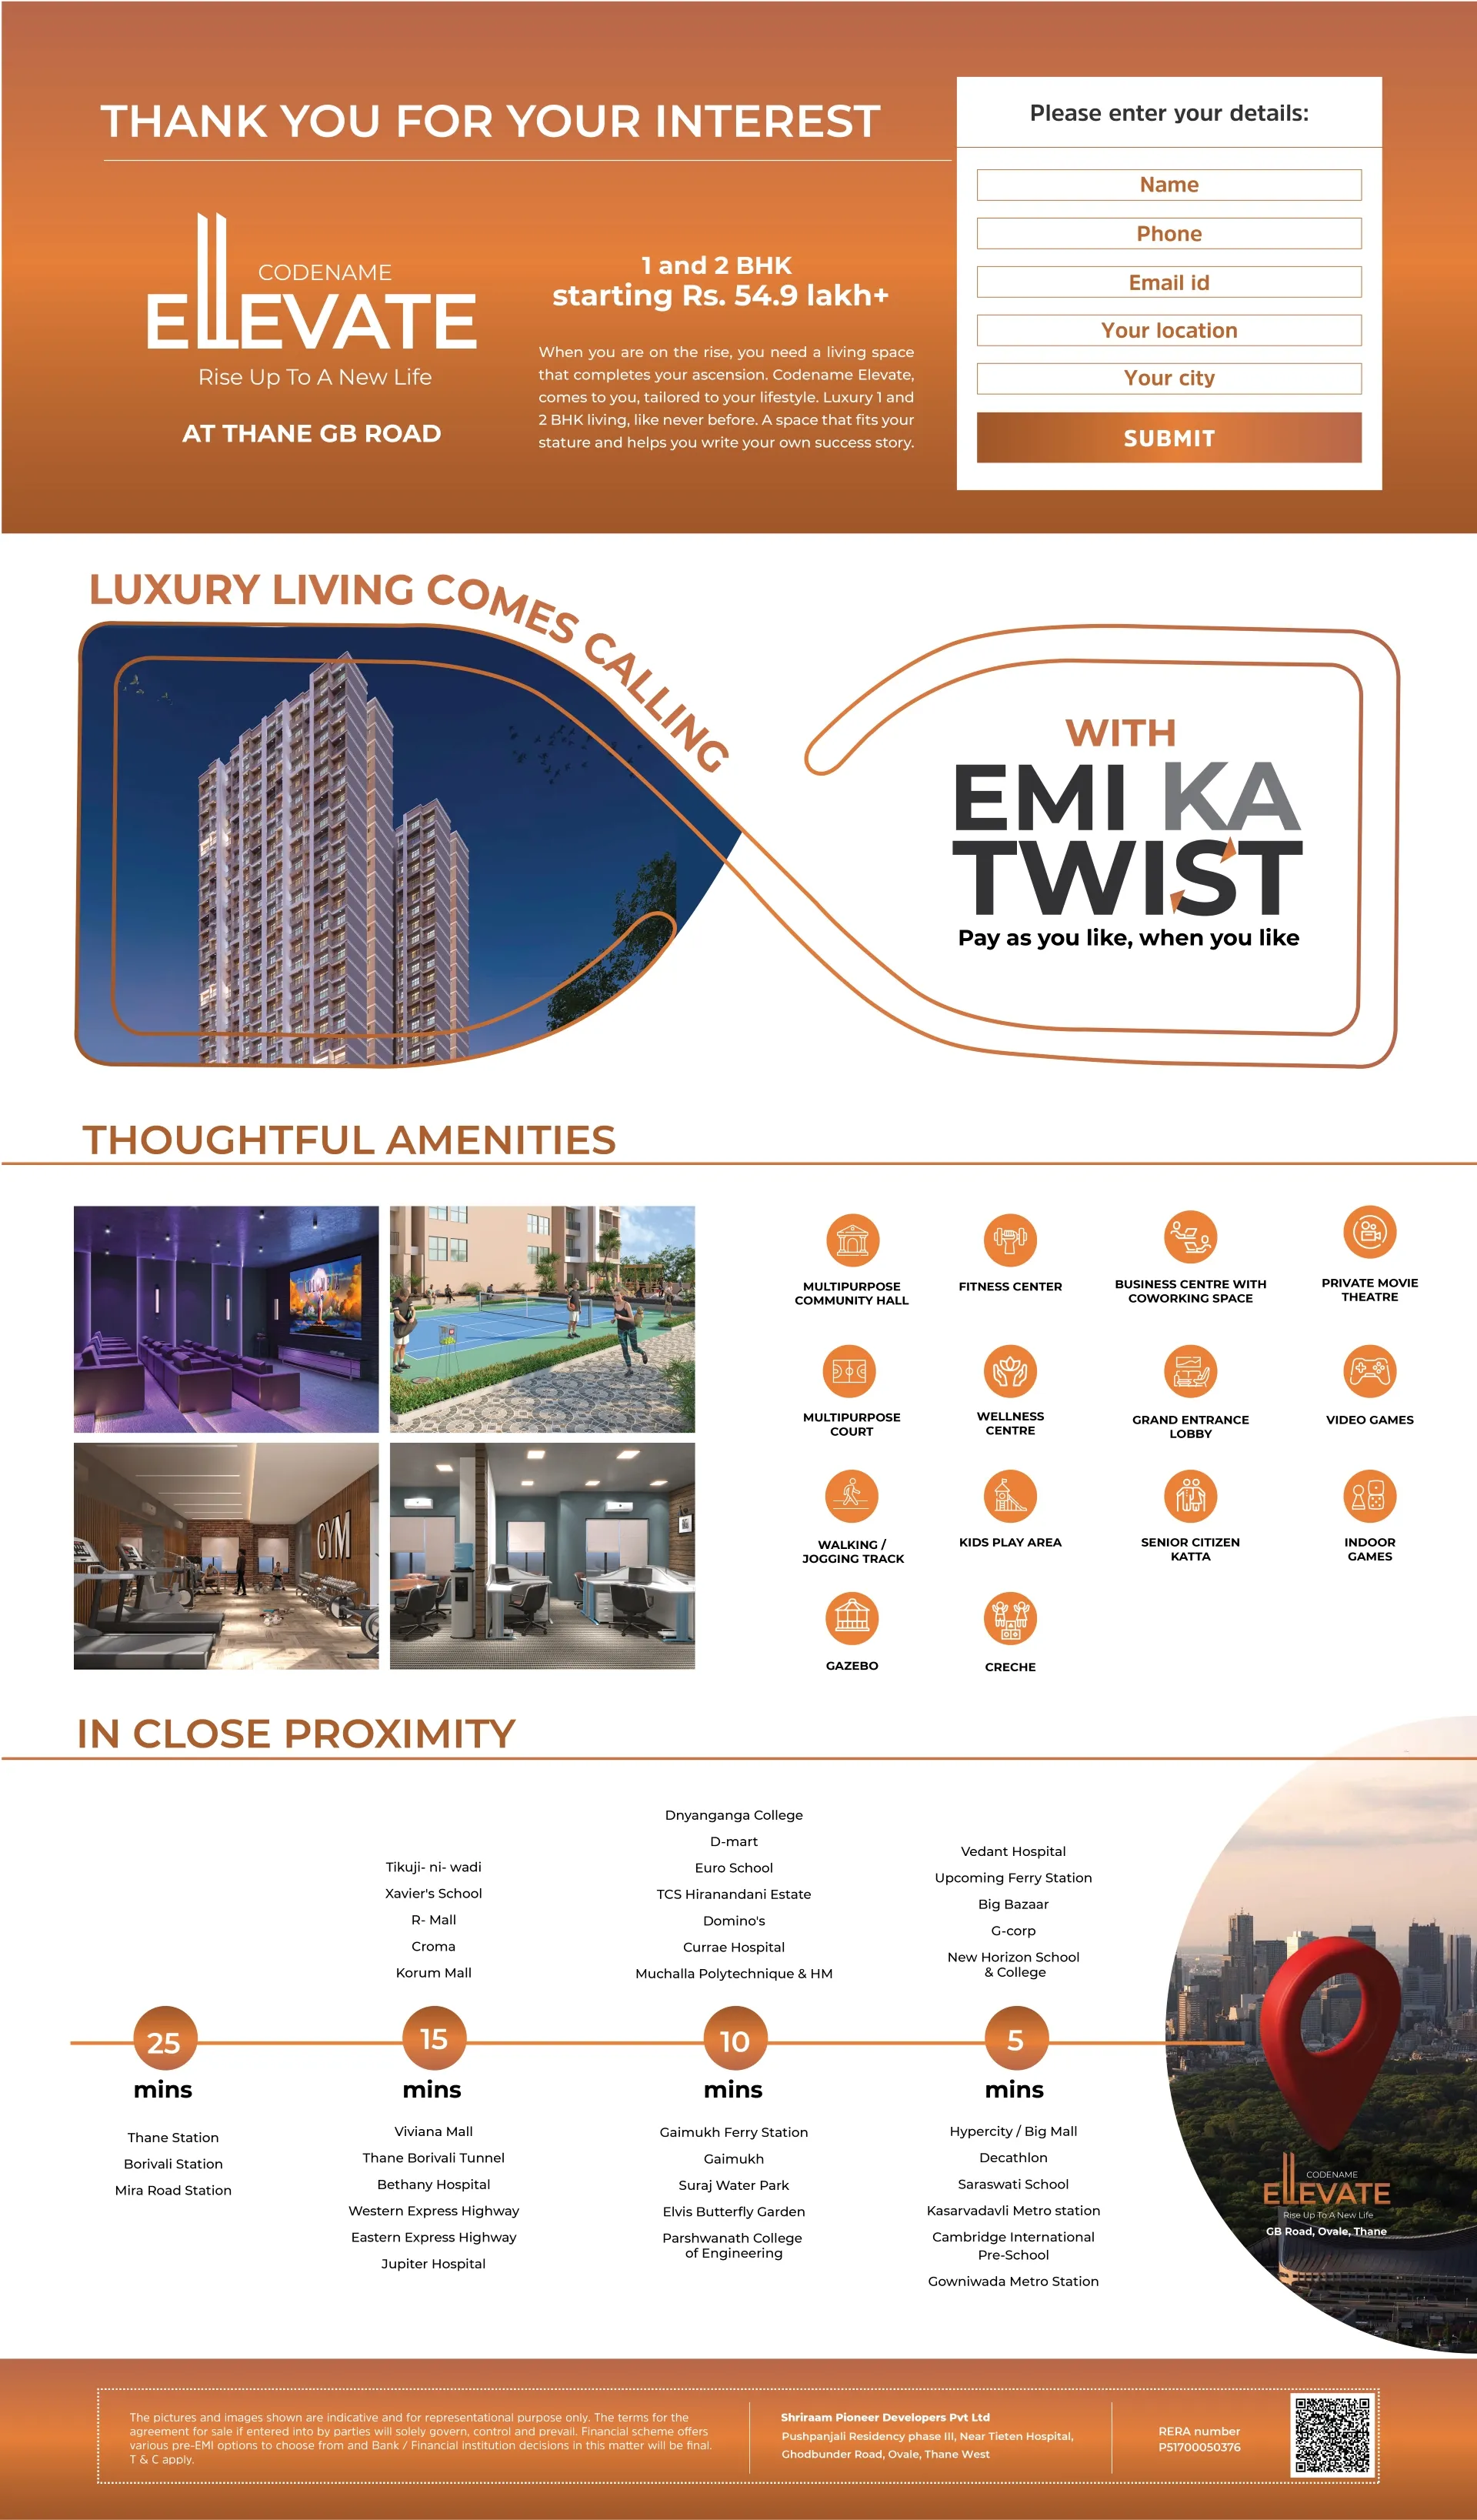 THANK YOU FOR YOUR INTEREST
CODENAME
ELEVATE
Rise Up To A New Life
AT THANE GB ROAD
1 and 2 BHK
starting Rs. 54.9 lakh+
When you are on the rise, you need a living space
that completes your ascension. Codename Elevate,
comes to you, tailored to your lifestyle. Luxury 1 and
2 BHK living, like never before. A space that fits your
stature and helps you write your own success story.
Please enter your details:
Name
Phone
Email id
Your location
Your city
SUBMIT
LUXURY LIVING COMES CALLING
WITH
EMI KA
TWIST
Pay as you like, when you like
THOUGHTFUL AMENITIES
GYM
MULTIPURPOSE
COMMUNITY HALL
FITNESS CENTER
BUSINESS CENTRE WITH
COWORKING SPACE
PRIVATE MOVIE
THEATRE
MULTIPURPOSE
COURT
WELLNESS
CENTRE
GRAND ENTRANCE
LOBBY
VIDEO GAMES
WALKING /
JOGGING TRACK
KIDS PLAY AREA
SENIOR CITIZEN
KATTA
INDOOR
GAMES
GAZEBO
CRECHE
IN CLOSE PROXIMITY
25
mins
Thane Station
Borivali Station
Mira Road Station
Tikuji- ni- wadi
Xavier's School
R- Mall
Croma
Korum Mall
15
mins
Viviana Mall
Thane Borivali Tunnel
Bethany Hospital
Western Express Highway
Eastern Express Highway
Jupiter Hospital
Dnyanganga College
D-mart
Euro School
TCS Hiranandani Estate
Domino's
Currae Hospital
Muchalla Polytechnique & HM
10
mins
Gaimukh Ferry Station
Gaimukh
Suraj Water Park
Elvis Butterfly Garden
Parshwanath College
of Engineering
Vedant Hospital
Upcoming Ferry Station
Big Bazaar
G-corp
New Horizon School
& College
5
mins
Hypercity / Big Mall
Decathlon
Saraswati School
Kasarvadavli Metro station
Cambridge International
Pre-School
Gowniwada Metro Station
CODENAME
ELEVATE
Rise Up To A New Life
GB Road, Ovale, Thane
The pictures and images shown are indicative and for representational purpose only. The terms for the
agreement for sale if entered into by parties will solely govern, control and prevail. Financial scheme offers
various pre-EMI options to choose from and Bank / Financial institution decisions in this matter will be final.
T & C apply.
Shriraam Pioneer Developers Pvt Ltd
Pushpanjali Residency phase III, Near Tieten Hospital,
Ghodbunder Road, Ovale, Thane West
RERA number
P51700050376